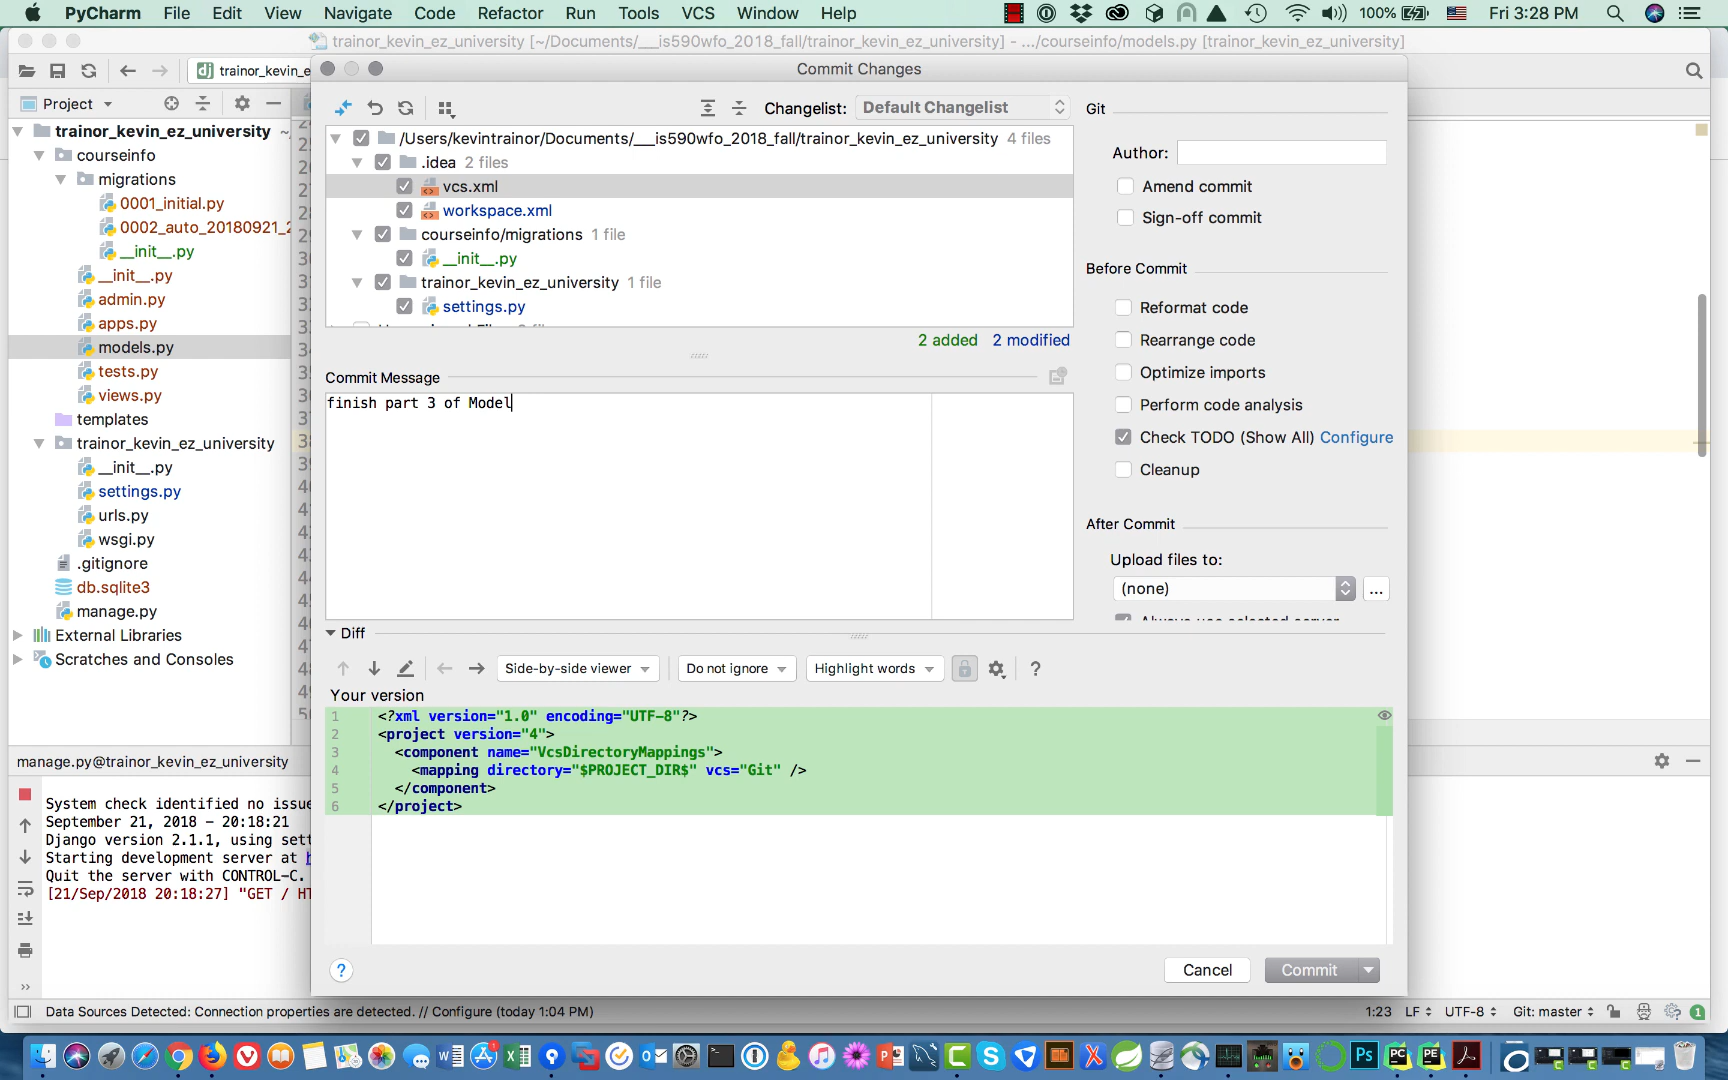 PyCharm File Edit View Navigate Code Refactor Run Tools VCS Window Help 100% Fri 3:28 PM
trainor_kevin_ez_university [~/Documents/___is590wfo_2018_fall/trainor_kevin_ez_university] - .../courseinfo/models.py [trainor_kevin_ez_university]
trainor_kevin_e
Commit Changes
Project
trainor_kevin_ez_university
courseinfo
migrations
0001_initial.py
0002_auto_20180921_2
__init__.py
__init__.py
admin.py
apps.py
models.py
tests.py
views.py
templates
trainor_kevin_ez_university
__init__.py
settings.py
urls.py
wsgi.py
.gitignore
db.sqlite3
manage.py
External Libraries
Scratches and Consoles
Changelist: Default Changelist
/Users/kevintrainor/Documents/___is590wfo_2018_fall/trainor_kevin_ez_university 4 files
.idea 2 files
vcs.xml
workspace.xml
courseinfo/migrations 1 file
__init__.py
trainor_kevin_ez_university 1 file
settings.py
2 added 2 modified
Commit Message
finish part 3 of Model
Git
Author:
Amend commit
Sign-off commit
Before Commit
Reformat code
Rearrange code
Optimize imports
Perform code analysis
Check TODO (Show All) Configure
Cleanup
After Commit
Upload files to:
(none)
...
Always use selected server
Diff
Side-by-side viewer Do not ignore Highlight words ?
Your version
1 <?xml version="1.0" encoding="UTF-8"?>
2 <project version="4">
3 <component name="VcsDirectoryMappings">
4 <mapping directory="$PROJECT_DIR$" vcs="Git" />
5 </component>
6 </project>
? Cancel Commit
manage.py@trainor_kevin_ez_university
System check identified no issue
September 21, 2018 - 20:18:21
Django version 2.1.1, using sett
Starting development server at h
Quit the server with CONTROL-C.
[21/Sep/2018 20:18:27] "GET / HT
Data Sources Detected: Connection properties are detected. // Configure (today 1:04 PM) 1:23 LF UTF-8 Git: master 1